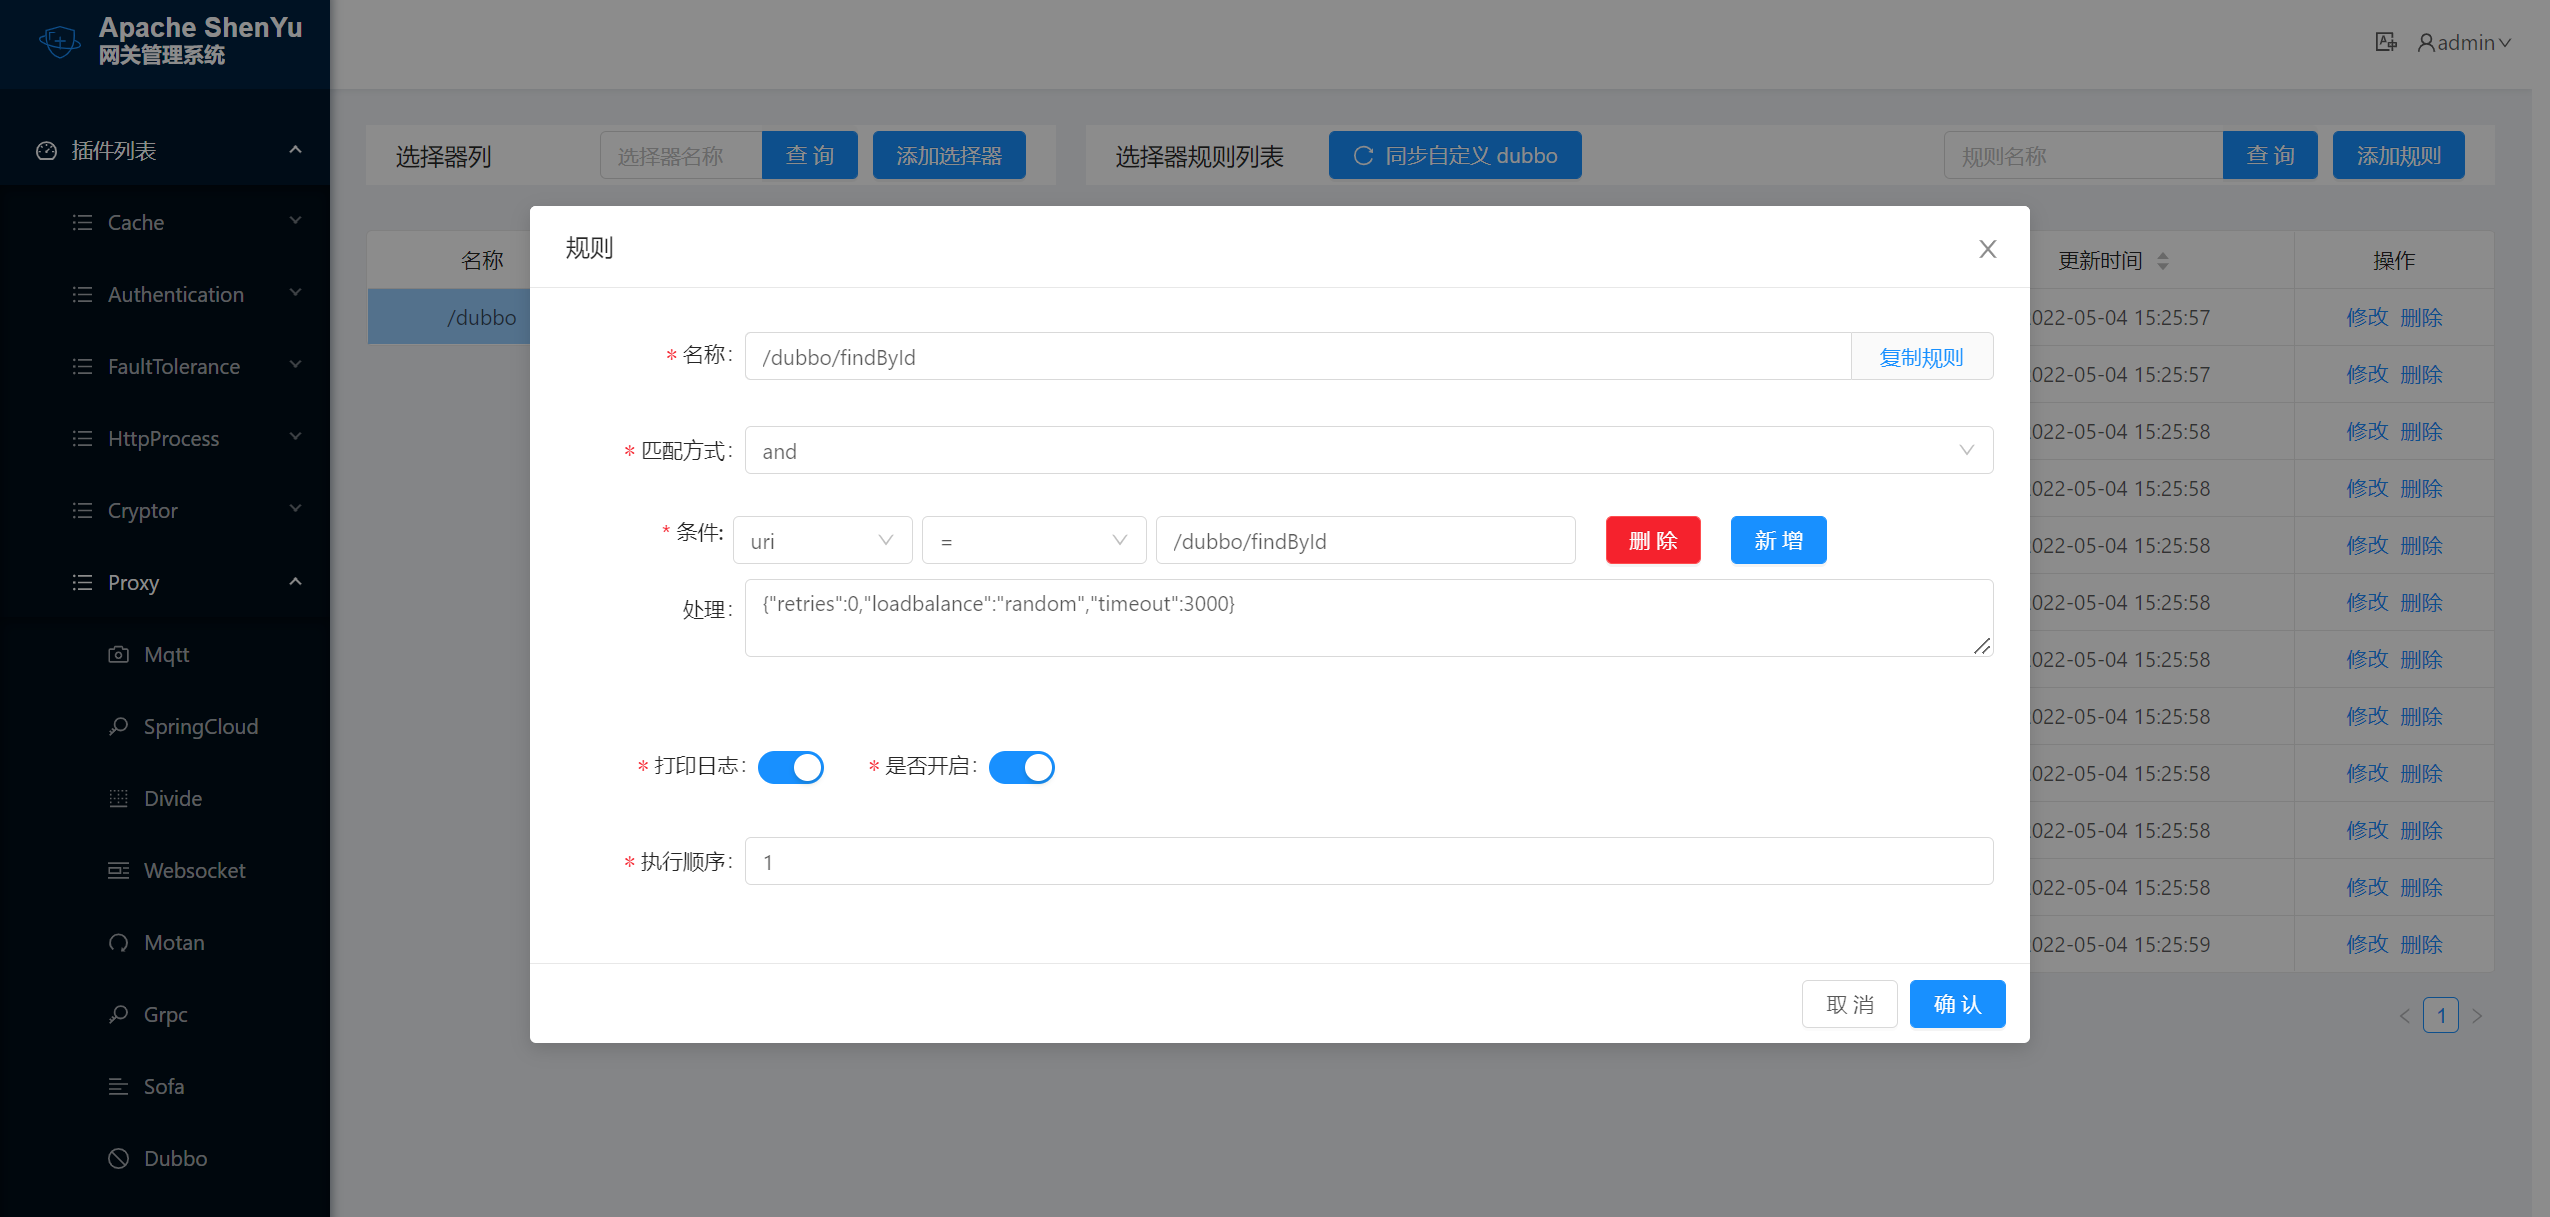 Apache ShenYu
网关管理系统
admin
插件列表
Cache
Authentication
FaultTolerance
HttpProcess
Cryptor
Proxy
Mqtt
SpringCloud
Divide
Websocket
Motan
Grpc
Sofa
Dubbo
选择器列
选择器名称
查 询
添加选择器
名称
/dubbo
选择器规则列表
同步自定义 dubbo
规则名称
查 询
添加规则
更新时间
操作
022-05-04 15:25:57
修改 删除
022-05-04 15:25:57
修改 删除
022-05-04 15:25:58
修改 删除
022-05-04 15:25:58
修改 删除
022-05-04 15:25:58
修改 删除
022-05-04 15:25:58
修改 删除
022-05-04 15:25:58
修改 删除
022-05-04 15:25:58
修改 删除
022-05-04 15:25:58
修改 删除
022-05-04 15:25:58
修改 删除
022-05-04 15:25:58
修改 删除
022-05-04 15:25:59
修改 删除
1
规则
* 名称:
/dubbo/findById
复制规则
* 匹配方式:
and
* 条件:
uri
=
/dubbo/findById
删 除
新 增
处理:
{"retries":0,"loadbalance":"random","timeout":3000}
* 打印日志:
* 是否开启:
* 执行顺序:
1
取 消
确 认